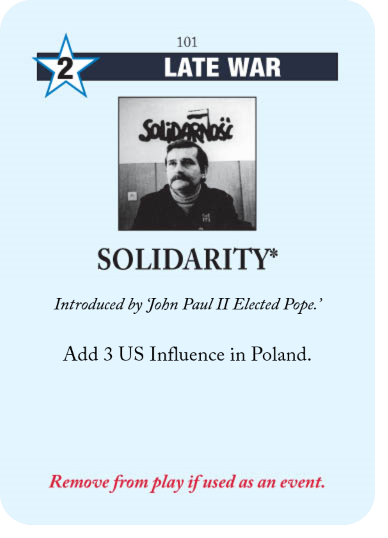 101
2
LATE WAR
SOLIDARNOŚĆ
SOLIDARITY*
Introduced by ‘John Paul II Elected Pope.’
Add 3 US Influence in Poland.
Remove from play if used as an event.